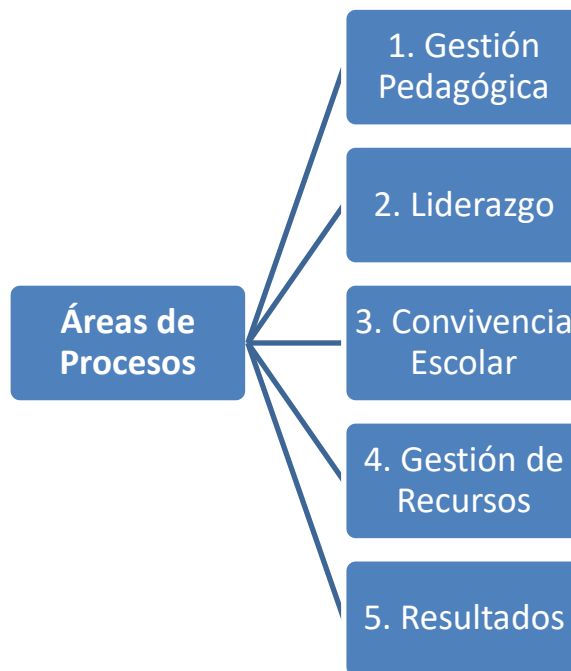 1. Gestión
Pedagógica
2. Liderazgo
Áreas de
Procesos
3. Convivencia
Escolar
4. Gestión de
Recursos
5. Resultados